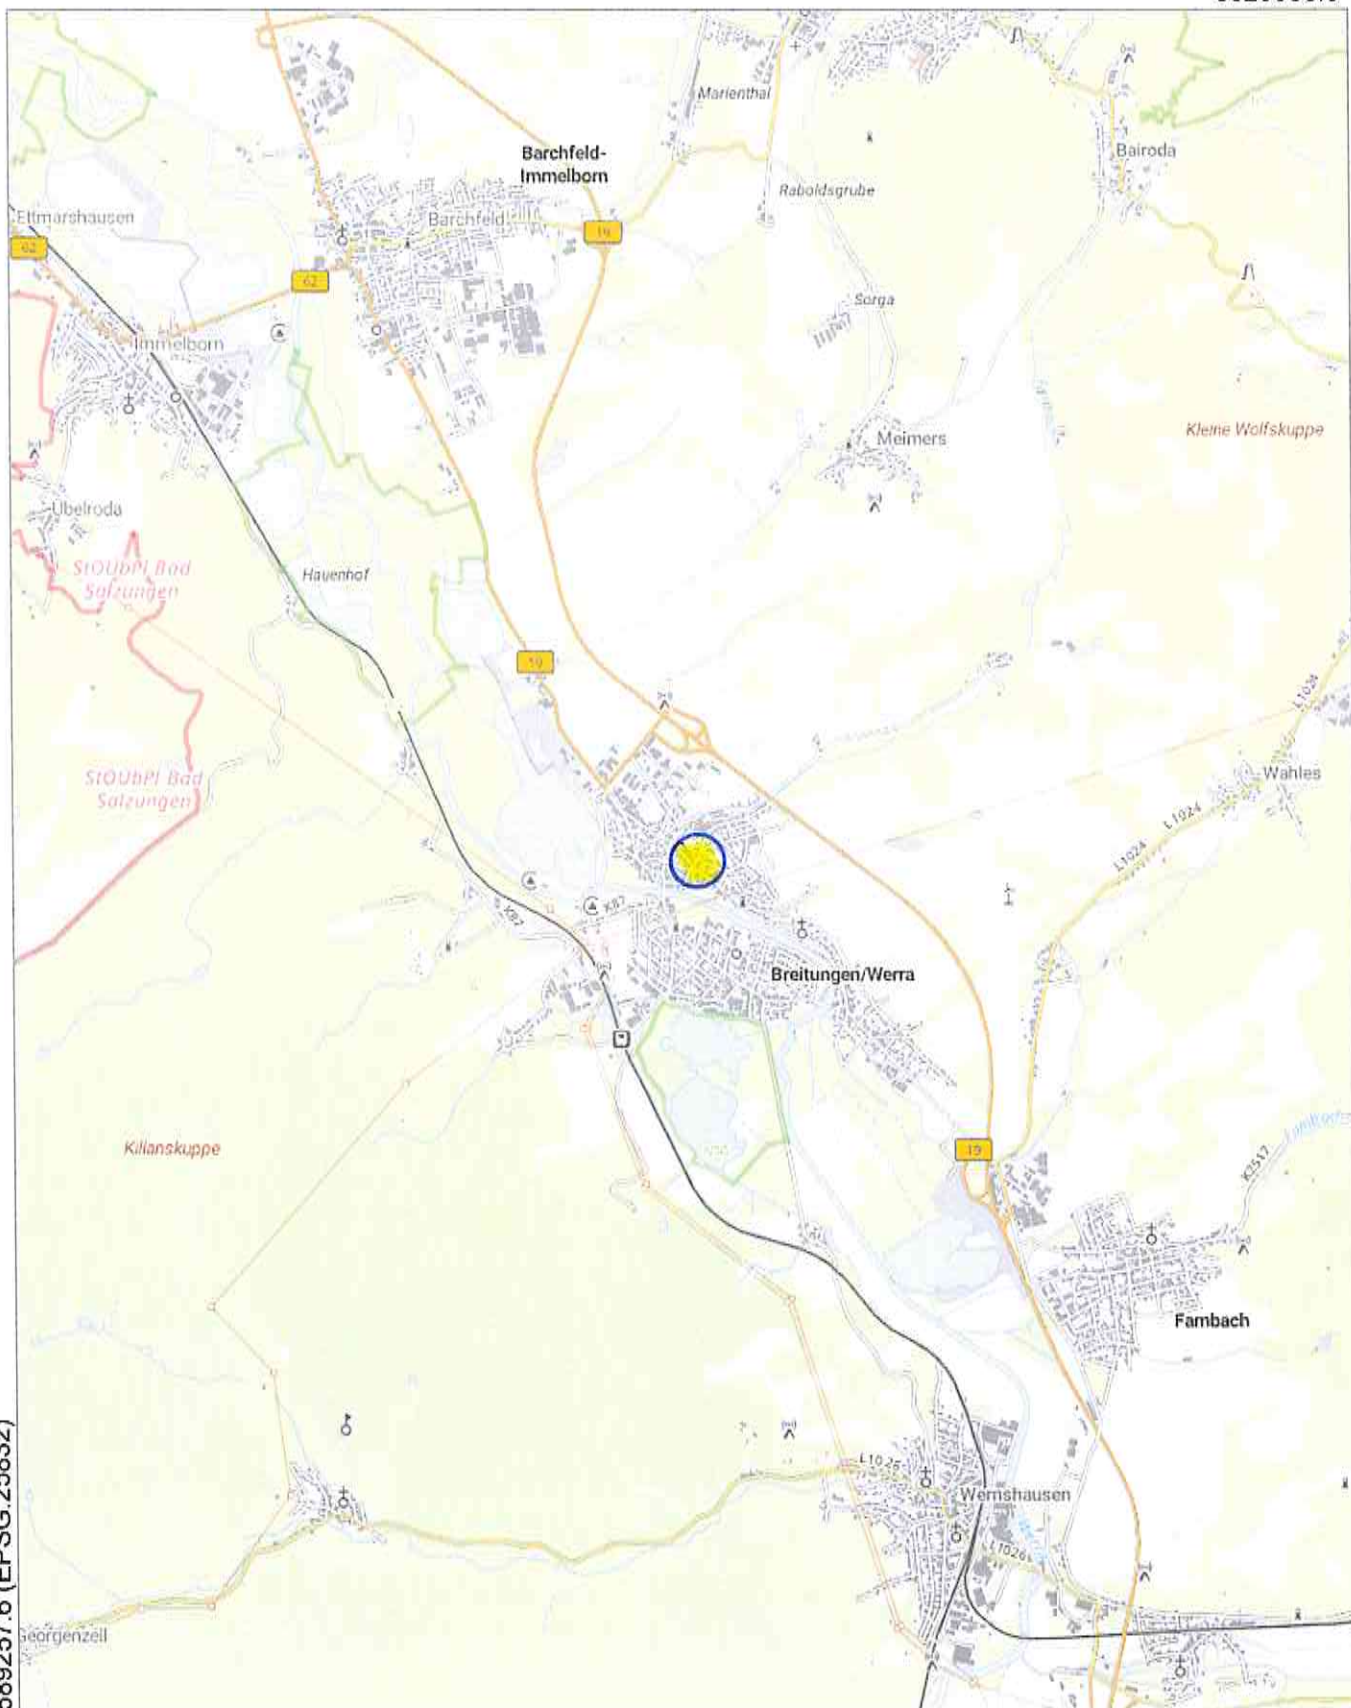 Marienthal
Barchfeld-
Immelborn
Bairoda
Raboldsgrube
Ettmarshausen
Barchfeld
19
62
62
Sorga
Immelborn
Kleine Wolfskuppe
Meimers
Übelroda
StOÜbPl Bad
Salzungen
Hauenhof
19
L1024
StOÜbPl Bad
Salzungen
Wahles
L1024
L1024
K87
K87
Breitungen/Werra
Kilianskuppe
19
K2517
Fambach
L1026
Wernshausen
L1026
Georgenzell